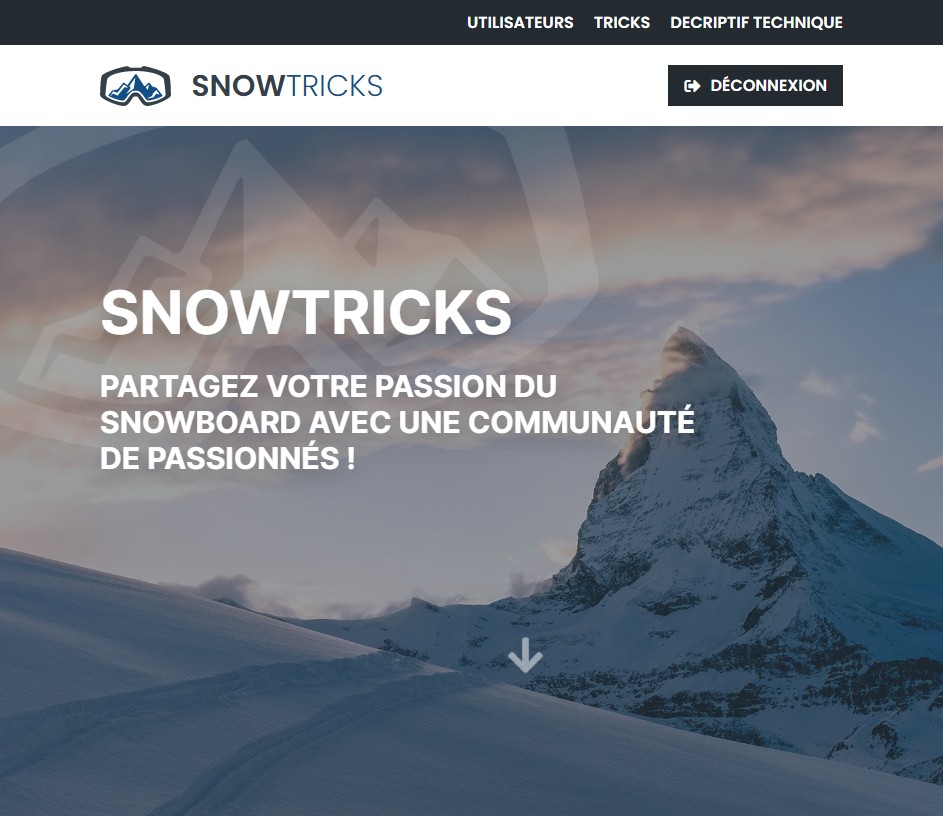 UTILISATEURS TRICKS DECRIPTIF TECHNIQUE
SNOWTRICKS
DÉCONNEXION
SNOWTRICKS
PARTAGEZ VOTRE PASSION DU
SNOWBOARD AVEC UNE COMMUNAUTÉ
DE PASSIONNÉS !